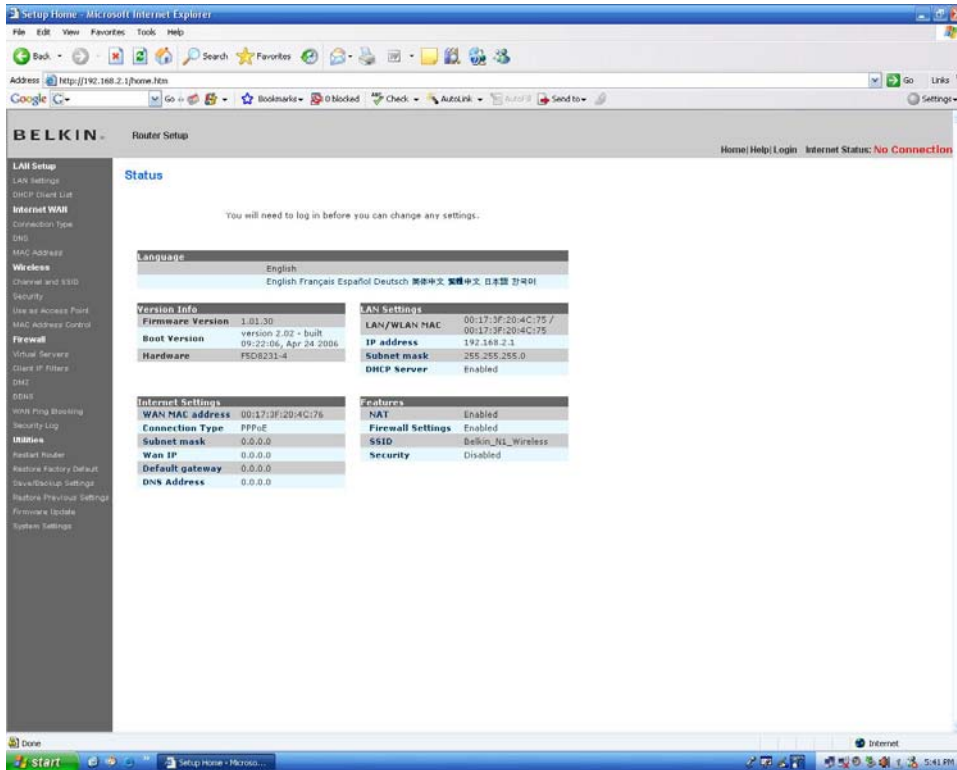 Setup Home - Microsoft Internet Explorer
File Edit View Favorites Tools Help
Back Search Favorites
Address http://192.168.2.1/home.htm Go Links
Google Go Bookmarks 0 blocked Check AutoLink AutoFill Send to Settings
BELKIN. Router Setup
Home|Help|Login Internet Status: No Connection
LAN Setup
LAN Settings
DHCP Client List
Internet WAN
Connection Type
DNS
MAC Address
Wireless
Channel and SSID
Security
Use as Access Point
MAC Address Control
Firewall
Virtual Servers
Client IP Filters
DMZ
DDNS
WAN Ping Blocking
Security Log
Utilities
Restart Router
Restore Factory Default
Save/Backup Settings
Restore Previous Settings
Firmware Update
System Settings
Status
You will need to log in before you can change any settings.
Language
English
English Français Español Deutsch 简体中文 繁體中文 日本語 한국어
Version Info
Firmware Version 1.01.30
Boot Version version 2.02 - built 09:22:06, Apr 24 2006
Hardware F5D8231-4
LAN Settings
LAN/WLAN MAC 00:17:3F:20:4C:75 / 00:17:3F:20:4C:75
IP address 192.168.2.1
Subnet mask 255.255.255.0
DHCP Server Enabled
Internet Settings
WAN MAC address 00:17:3F:20:4C:76
Connection Type PPPoE
Subnet mask 0.0.0.0
Wan IP 0.0.0.0
Default gateway 0.0.0.0
DNS Address 0.0.0.0
Features
NAT Enabled
Firewall Settings Enabled
SSID Belkin_N1_Wireless
Security Disabled
Done Internet
start Setup Home - Microso... 5:41 PM